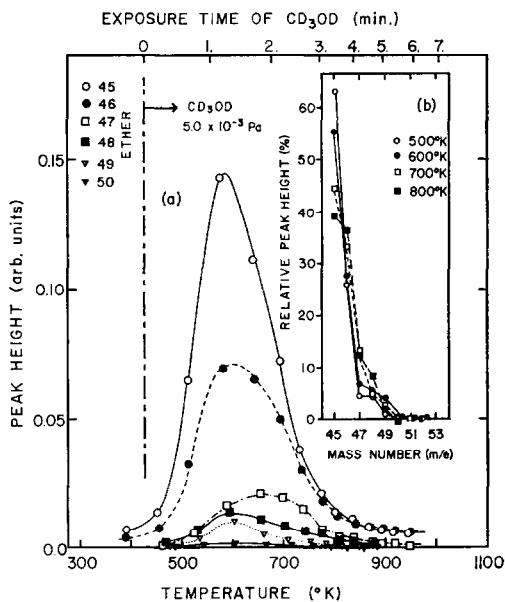 EXPOSURE TIME OF CD₃OD (min.)
0 1. 2. 3. 4. 5. 6. 7.
45
46
47
48
49
50
ETHER
CD₃OD
5.0 x 10⁻³ Pa
(a)
(b)
500°K
600°K
700°K
800°K
RELATIVE PEAK HEIGHT (%)
60
50
40
30
20
10
0
45 47 49 51 53
MASS NUMBER (m/e)
PEAK HEIGHT (arb. units)
0.15
0.10
0.05
0.0
300 500 700 900 1100
TEMPERATURE (°K)